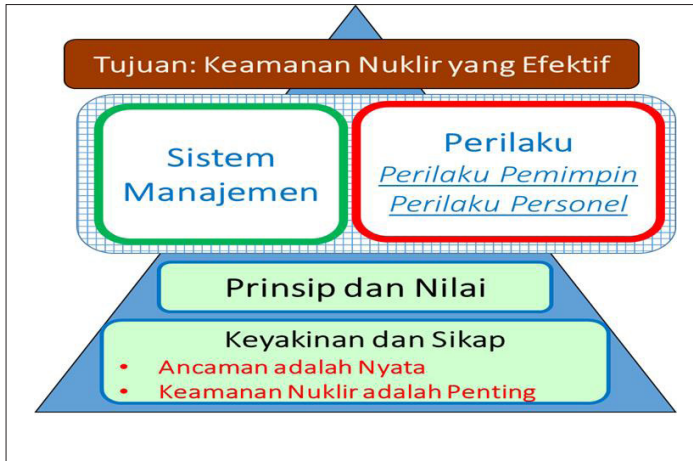 Tujuan: Keamanan Nuklir yang Efektif
Sistem
Manajemen
Perilaku
Perilaku Pemimpin
Perilaku Personel
Prinsip dan Nilai
Keyakinan dan Sikap
• Ancaman adalah Nyata
• Keamanan Nuklir adalah Penting